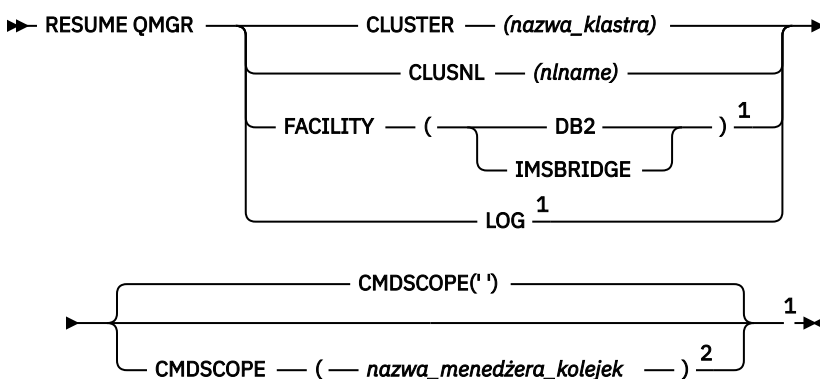 RESUME QMGR CLUSTER (nazwa_klastra)
CLUSNL (nlname)
FACILITY ( DB2 ) 1
IMSBRIDGE
LOG 1
CMDSCOPE(' ')
1
CMDSCOPE ( nazwa_menedżera_kolejek ) 2